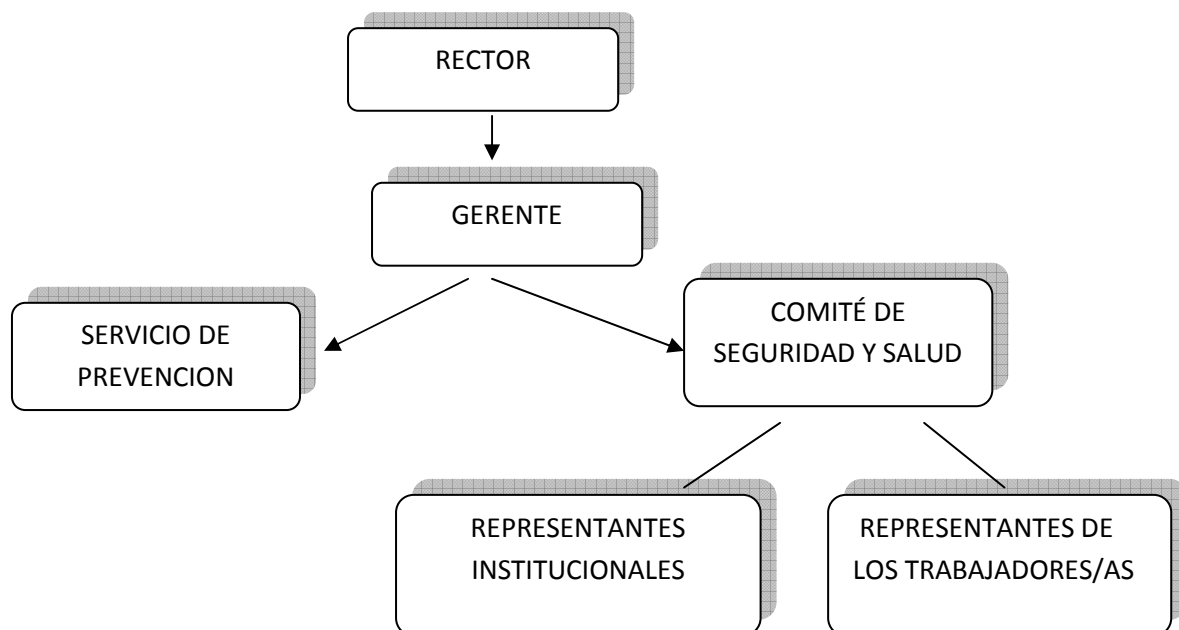 RECTOR
GERENTE
SERVICIO DE
PREVENCION
COMITÉ DE
SEGURIDAD Y SALUD
REPRESENTANTES
INSTITUCIONALES
REPRESENTANTES DE
LOS TRABAJADORES/AS